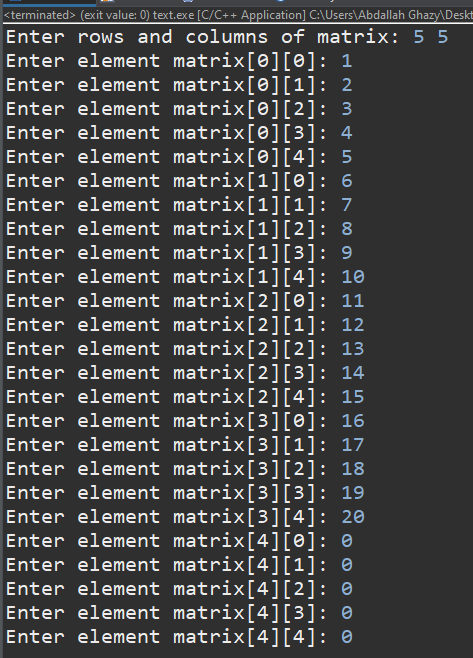 <terminated> (exit value: 0) text.exe [C/C++ Application] C:\Users\Abdallah Ghazy\Deskt
Enter rows and columns of matrix: 5 5
Enter element matrix[0][0]: 1
Enter element matrix[0][1]: 2
Enter element matrix[0][2]: 3
Enter element matrix[0][3]: 4
Enter element matrix[0][4]: 5
Enter element matrix[1][0]: 6
Enter element matrix[1][1]: 7
Enter element matrix[1][2]: 8
Enter element matrix[1][3]: 9
Enter element matrix[1][4]: 10
Enter element matrix[2][0]: 11
Enter element matrix[2][1]: 12
Enter element matrix[2][2]: 13
Enter element matrix[2][3]: 14
Enter element matrix[2][4]: 15
Enter element matrix[3][0]: 16
Enter element matrix[3][1]: 17
Enter element matrix[3][2]: 18
Enter element matrix[3][3]: 19
Enter element matrix[3][4]: 20
Enter element matrix[4][0]: 0
Enter element matrix[4][1]: 0
Enter element matrix[4][2]: 0
Enter element matrix[4][3]: 0
Enter element matrix[4][4]: 0